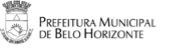 PREFEITURA MUNICIPAL
DE BELO HORIZONTE